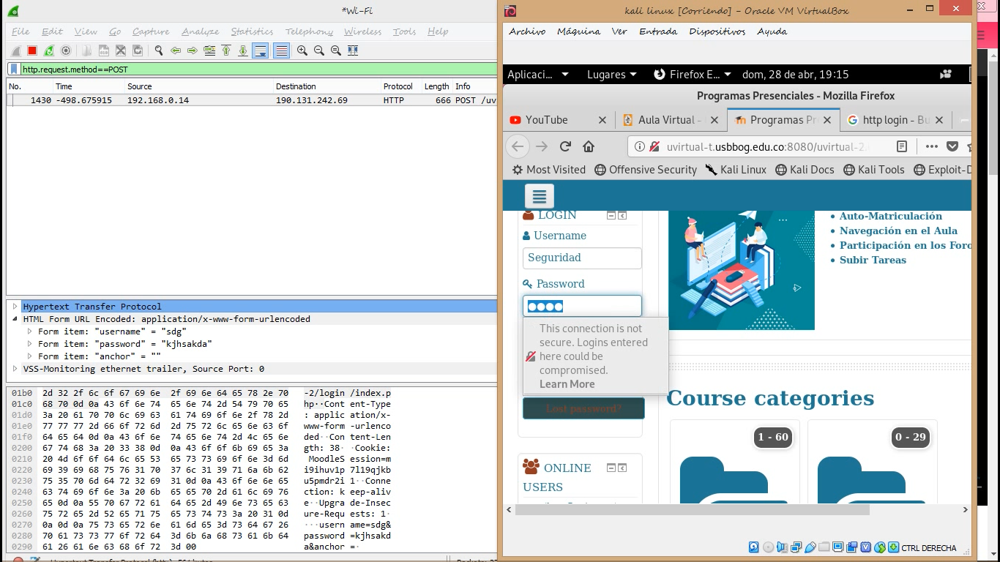 *Wi-Fi
File Edit View Go Capture Analyze Statistics Telephony Wireless Tools Help
http.request.method==POST
No. Time Source Destination Protocol Length Info
1430 -498.675915 192.168.0.14 190.131.242.69 HTTP 666 POST /uv
Hypertext Transfer Protocol
HTML Form URL Encoded: application/x-www-form-urlencoded
Form item: "username" = "sdg"
Form item: "password" = "kjhsakda"
Form item: "anchor" = ""
VSS-Monitoring ethernet trailer, Source Port: 0
01b0 2d 32 2f 6c 6f 67 69 6e 2f 69 6e 64 65 78 2e 70 -2/login /index.p
01c0 68 70 0d 0a 43 6f 6e 74 65 6e 74 2d 54 79 70 65 hp··Cont ent-Type
01d0 3a 20 61 70 70 6c 69 63 61 74 69 6f 6e 2f 78 2d : applic ation/x-
01e0 77 77 77 2d 66 6f 72 6d 2d 75 72 6c 65 6e 63 6f www-form -urlenco
01f0 64 65 64 0d 0a 43 6f 6e 74 65 6e 74 2d 4c 65 6e ded··Con tent-Len
0200 67 74 68 3a 20 33 38 0d 0a 43 6f 6f 6b 69 65 3a gth: 38· ·Cookie:
0210 20 4d 6f 6f 64 6c 65 53 65 73 73 69 6f 6e 3d 6d MoodleS ession=m
0220 69 39 69 68 75 76 31 70 37 6c 31 39 71 6a 6b 62 i9ihuv1p 7l19qjkb
0230 75 35 70 6d 64 72 32 69 31 0d 0a 43 6f 6e 6e 65 u5pmdr2i 1··Conne
0240 63 74 69 6f 6e 3a 20 6b 65 65 70 2d 61 6c 69 76 ction: k eep-aliv
0250 65 0d 0a 55 70 67 72 61 64 65 2d 49 6e 73 65 63 e··Upgra de-Insec
0260 75 72 65 2d 52 65 71 75 65 73 74 73 3a 20 31 0d ure-Requ ests: 1·
0270 0a 0d 0a 75 73 65 72 6e 61 6d 65 3d 73 64 67 26 ···usern ame=sdg&
0280 70 61 73 73 77 6f 72 64 3d 6b 6a 68 73 61 6b 64 password =kjhsakd
0290 61 26 61 6e 63 68 6f 72 3d 00 a&anchor =·
kali linux [Corriendo] - Oracle VM VirtualBox
Archivo Máquina Ver Entrada Dispositivos Ayuda
Aplicaci... Lugares Firefox E... dom, 28 de abr, 19:15
Programas Presenciales - Mozilla Firefox
YouTube Aula Virtual - Programas Pr http login - Bu
uvirtual-t.usbbog.edu.co:8080/uvirtual-2.
Most Visited Offensive Security Kali Linux Kali Docs Kali Tools Exploit-D
LOGIN
Username
Seguridad
Password
This connection is not
secure. Logins entered
here could be
compromised.
Learn More
Lost password?
ONLINE
USERS
Auto-Matriculación
Navegación en el Aula
Participación en los Foro
Subir Tareas
Course categories
1 - 60
0 - 29
CTRL DERECHA